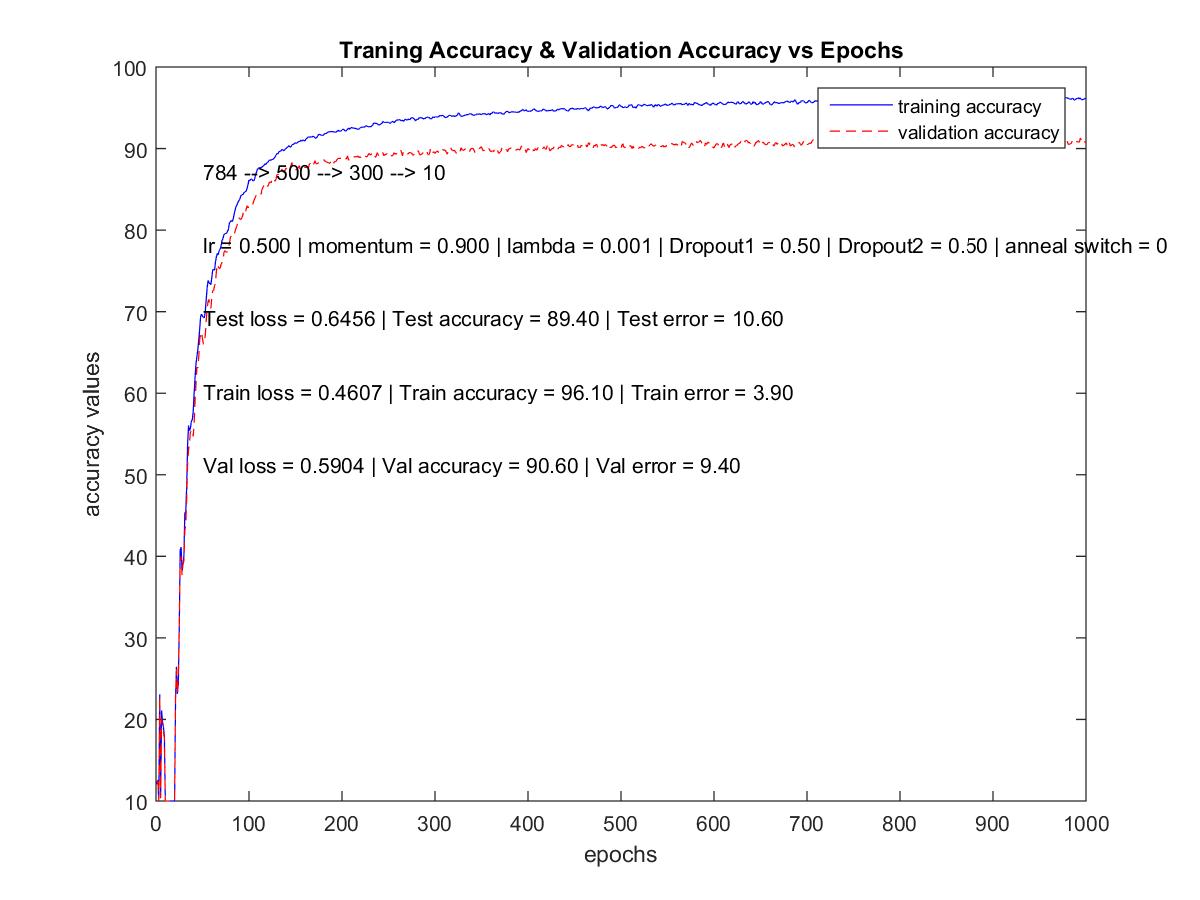 Traning Accuracy & Validation Accuracy vs Epochs
100
90
80
70
60
50
40
30
20
10
accuracy values
training accuracy
validation accuracy
784 --> 500 --> 300 --> 10
lr = 0.500 | momentum = 0.900 | lambda = 0.001 | Dropout1 = 0.50 | Dropout2 = 0.50 | anneal switch = 0
Test loss = 0.6456 | Test accuracy = 89.40 | Test error = 10.60
Train loss = 0.4607 | Train accuracy = 96.10 | Train error = 3.90
Val loss = 0.5904 | Val accuracy = 90.60 | Val error = 9.40
0 100 200 300 400 500 600 700 800 900 1000
epochs